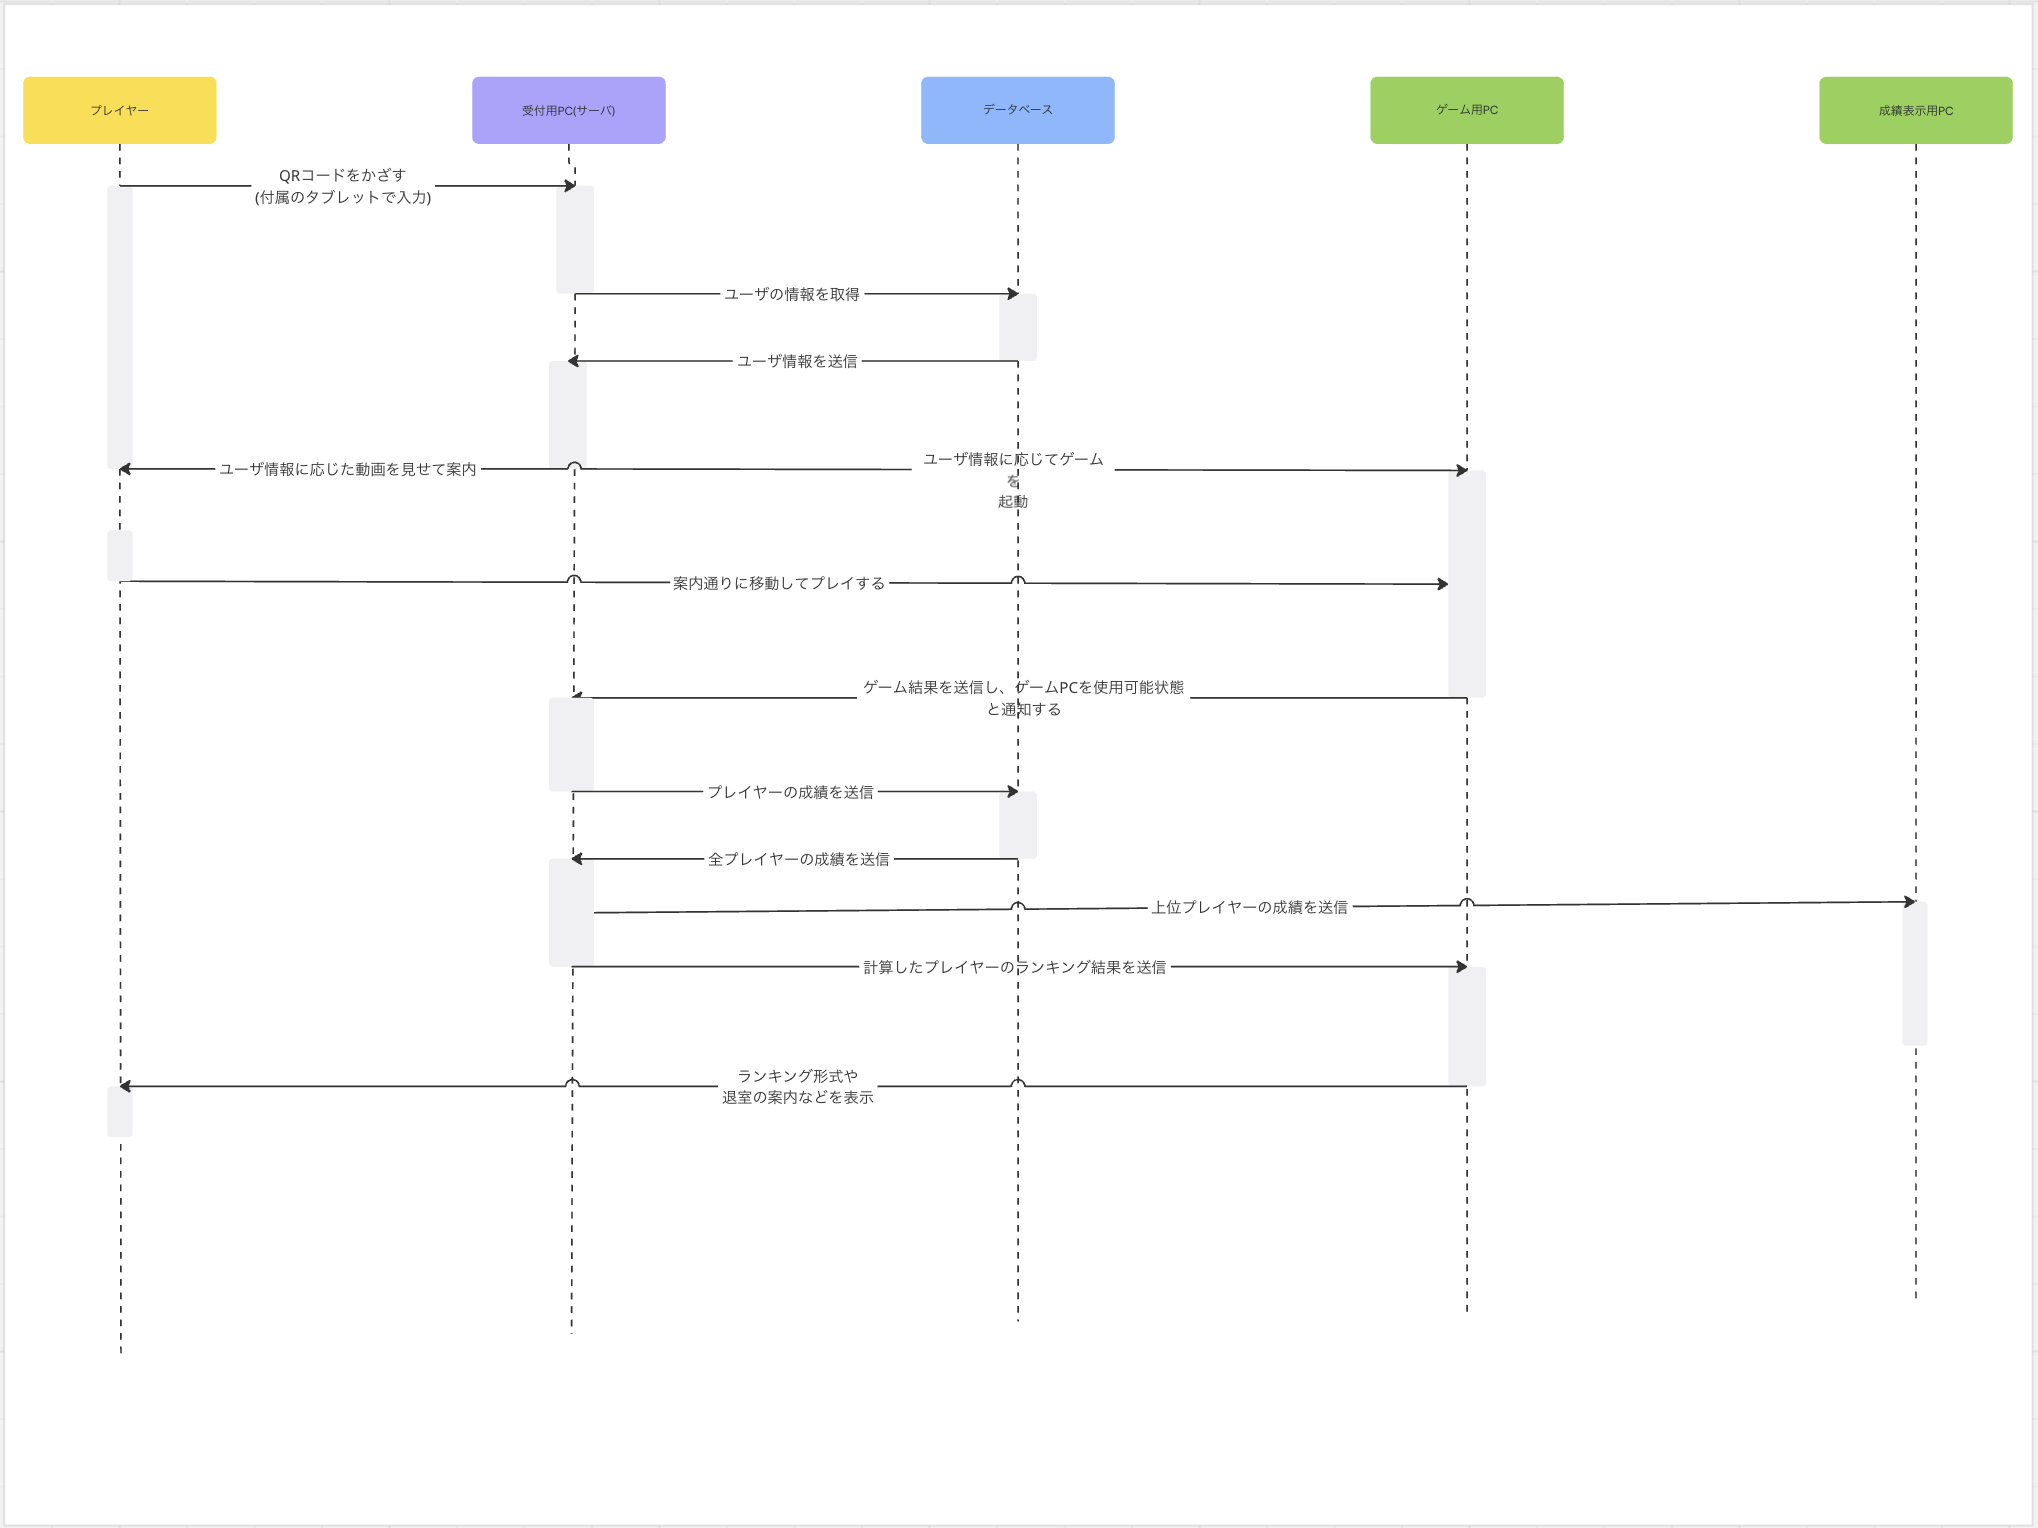 プレイヤー
受付用PC(サーバ)
データベース
ゲーム用PC
成績表示用PC
QRコードをかざす
(付属のタブレットで入力)
ユーザの情報を取得
ユーザ情報を送信
ユーザ情報に応じた動画を見せて案内
ユーザ情報に応じてゲーム
を
起動
案内通りに移動してプレイする
ゲーム結果を送信し、ゲームPCを使用可能状態
と通知する
プレイヤーの成績を送信
全プレイヤーの成績を送信
上位プレイヤーの成績を送信
計算したプレイヤーのランキング結果を送信
ランキング形式や
退室の案内などを表示